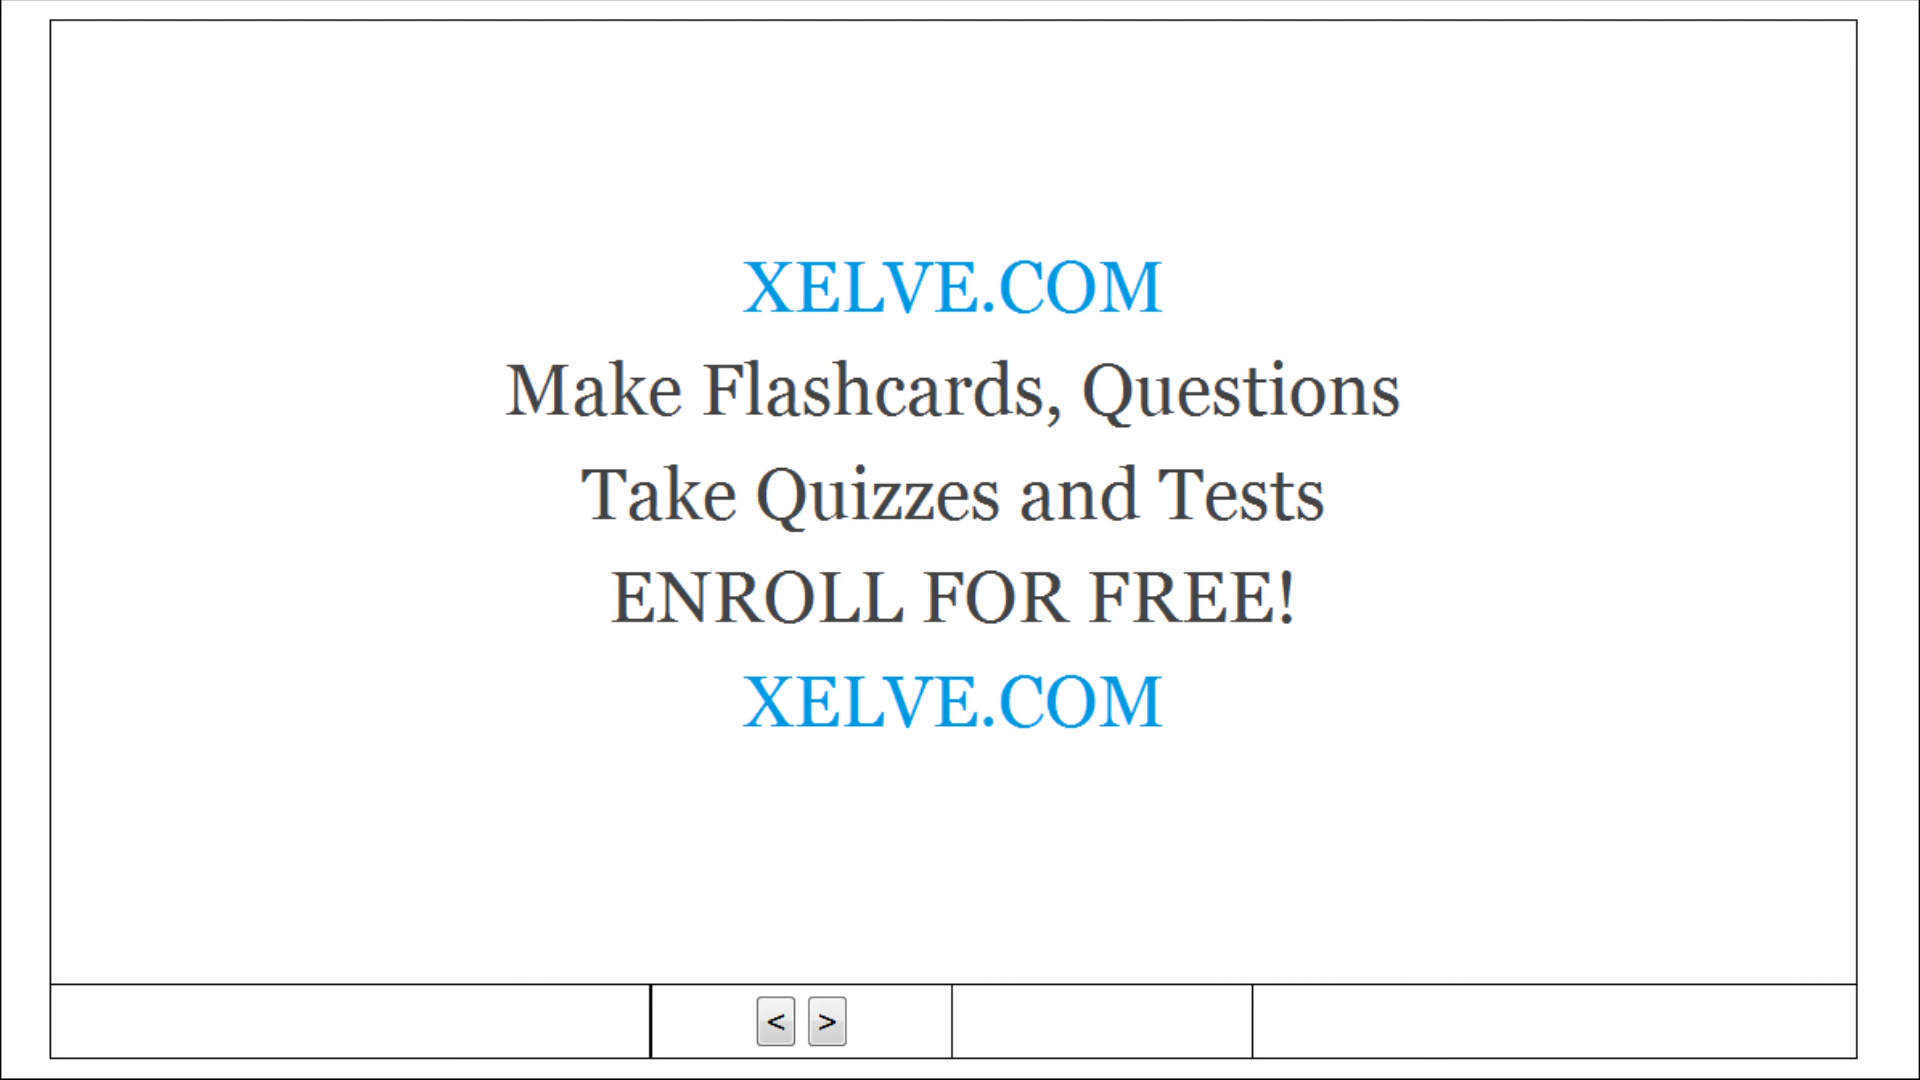 XELVE.COM
Make Flashcards, Questions
Take Quizzes and Tests
ENROLL FOR FREE!
XELVE.COM
< >